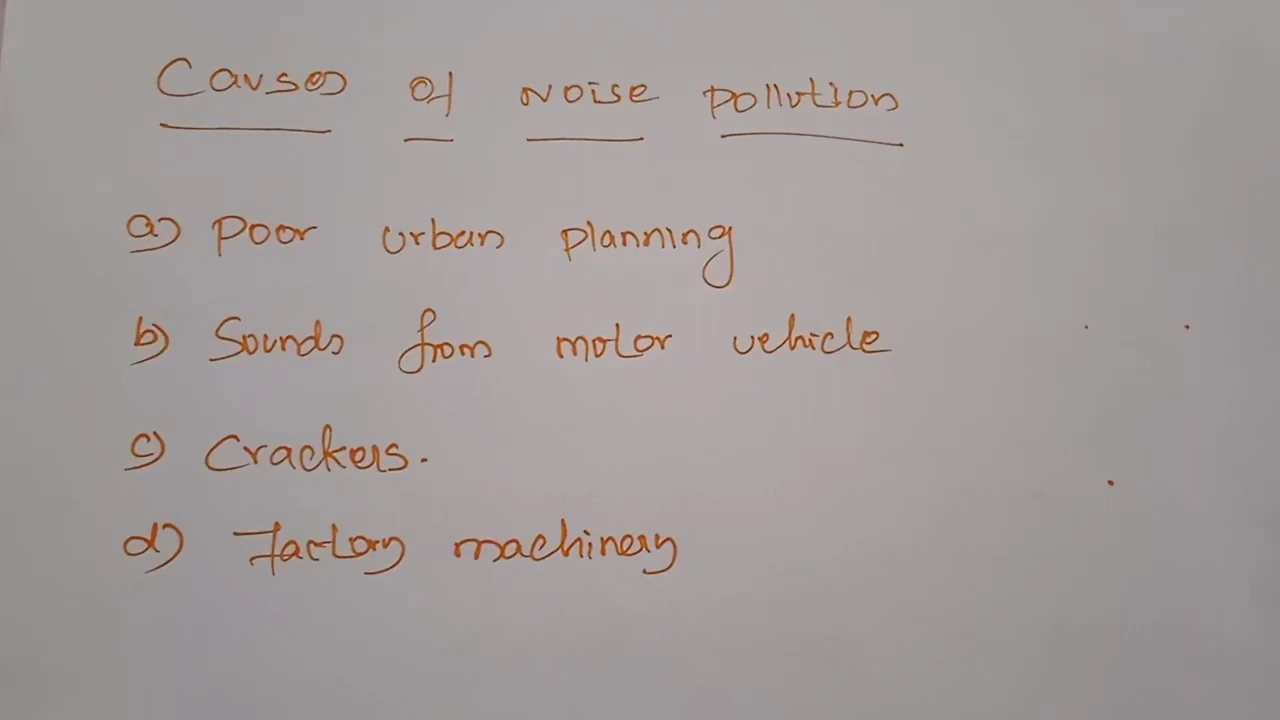 Causes of Noise pollution
a) Poor urban planning
b) Sounds from motor vehicle
c) Crackers.
d) Factory machinery